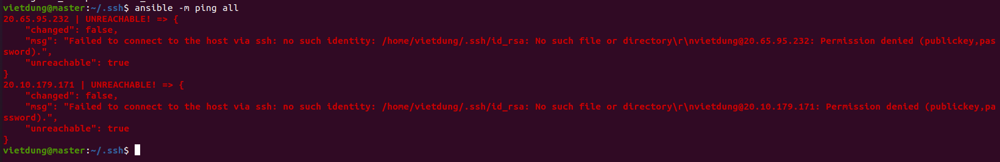 vietdung@master:~/.ssh$ ansible -m ping all
20.65.95.232 | UNREACHABLE! => {
    "changed": false,
    "msg": "Failed to connect to the host via ssh: no such identity: /home/vietdung/.ssh/id_rsa: No such file or directory\r\nvietdung@20.65.95.232: Permission denied (publickey,pas
sword).",
    "unreachable": true
}
20.10.179.171 | UNREACHABLE! => {
    "changed": false,
    "msg": "Failed to connect to the host via ssh: no such identity: /home/vietdung/.ssh/id_rsa: No such file or directory\r\nvietdung@20.10.179.171: Permission denied (publickey,pa
ssword).",
    "unreachable": true
}
vietdung@master:~/.ssh$